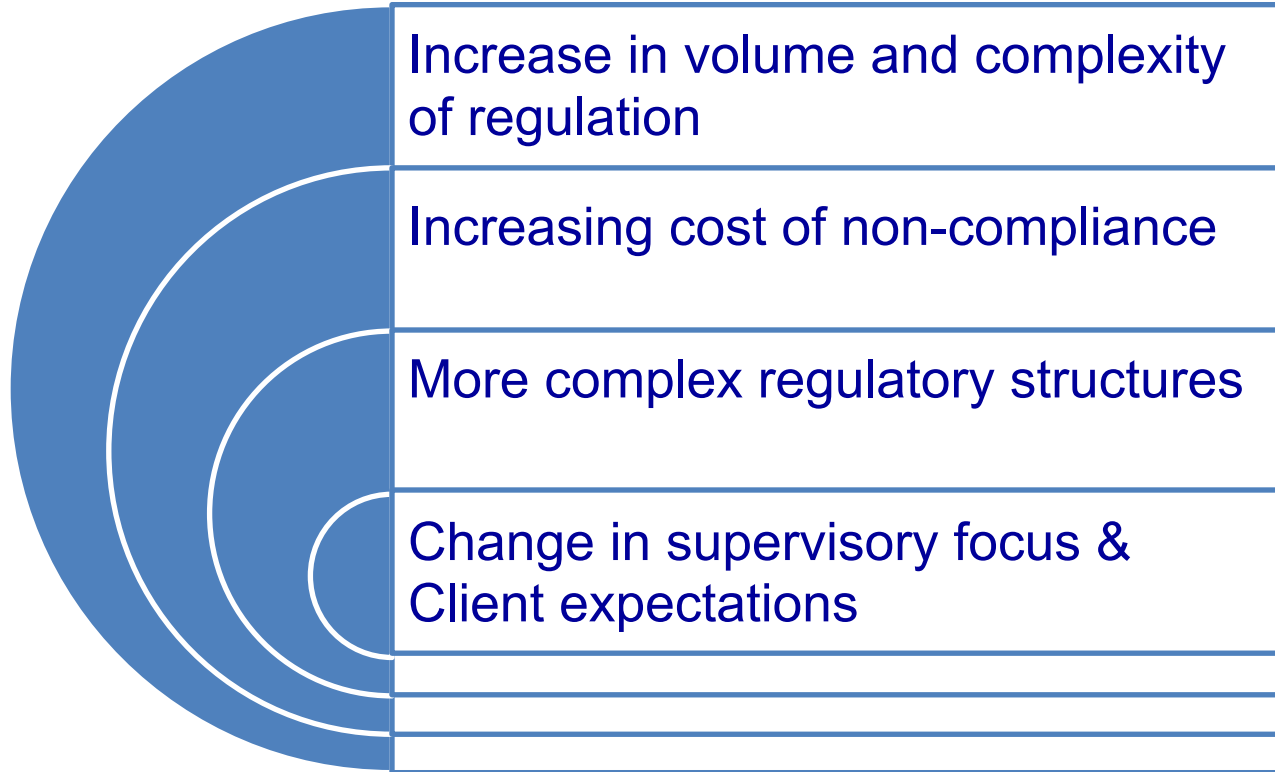 Increase in volume and complexity
of regulation
Increasing cost of non-compliance
More complex regulatory structures
Change in supervisory focus &
Client expectations